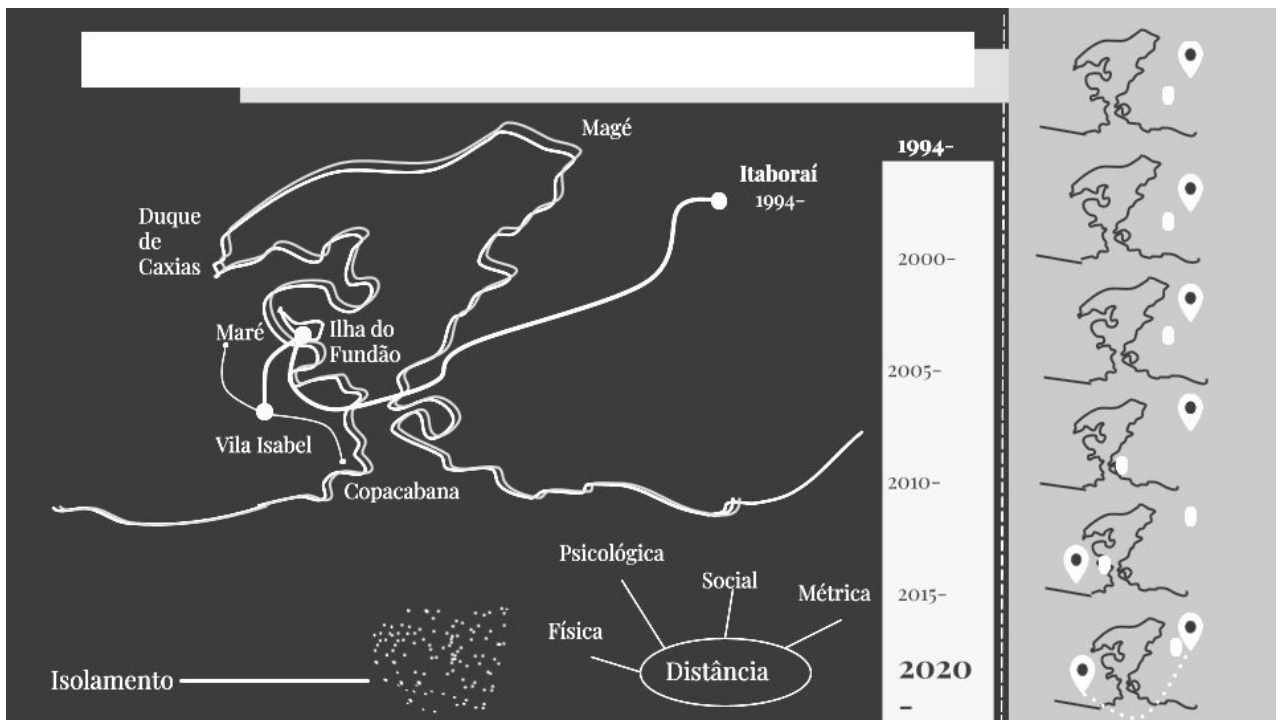 Magé
Itaboraí
1994-
Duque
de
Caxias
Maré
Ilha do
Fundão
Vila Isabel
Copacabana
Psicológica
Social
Métrica
Física
Distância
Isolamento
1994-
2000-
2005-
2010-
2015-
2020
-